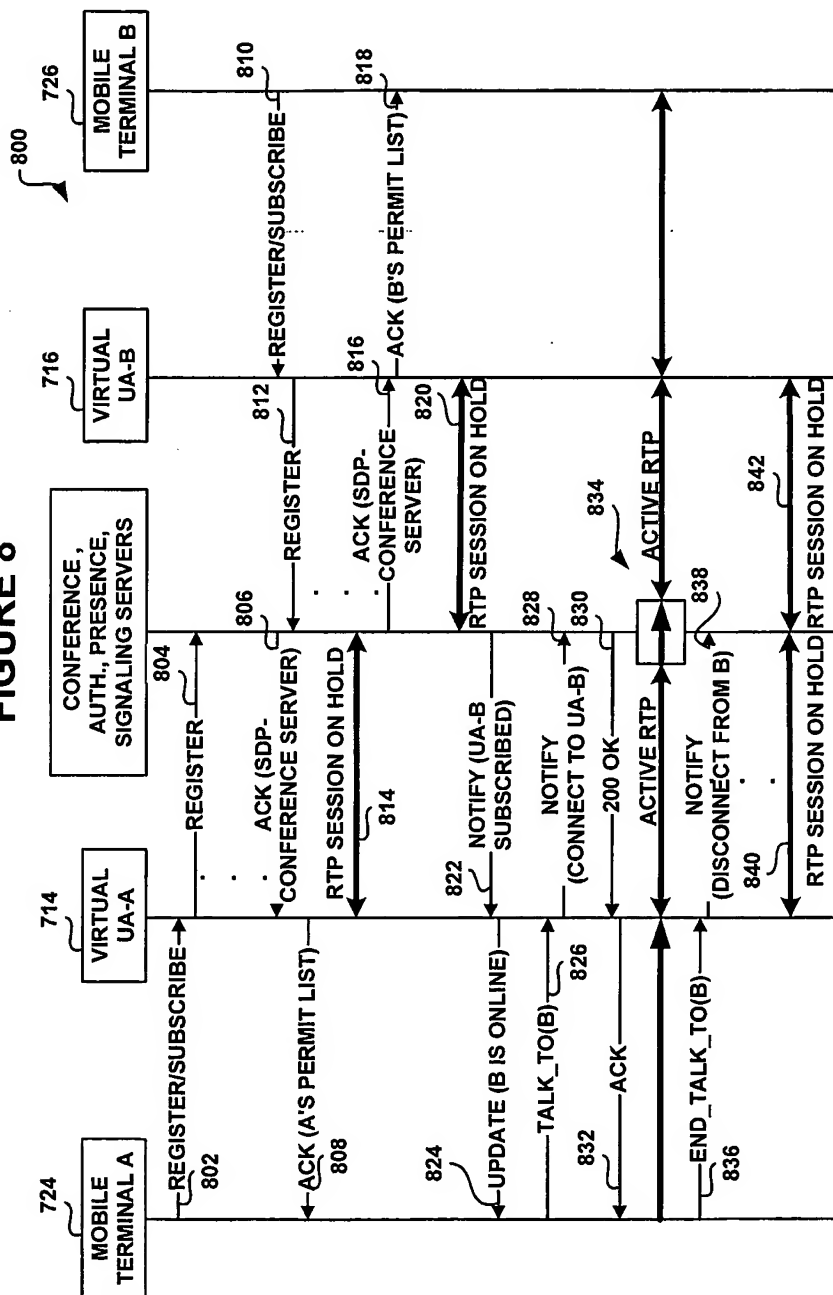 FIGURE 8
800
724
MOBILE
TERMINAL A
714
VIRTUAL
UA-A
CONFERENCE ,
AUTH., PRESENCE,
SIGNALING SERVERS
716
VIRTUAL
UA-B
726
MOBILE
TERMINAL B
REGISTER/SUBSCRIBE
802
REGISTER
804
. . .
806
ACK (SDP-
CONFERENCE SERVER)
ACK (A'S PERMIT LIST)
808
REGISTER/SUBSCRIBE
810
812
REGISTER
. . .
RTP SESSION ON HOLD
814
ACK (SDP-
CONFERENCE
SERVER)
816
ACK (B'S PERMIT LIST)
818
820
RTP SESSION ON HOLD
NOTIFY (UA-B
SUBSCRIBED)
822
824
UPDATE (B IS ONLINE)
TALK_TO(B)
826
NOTIFY
(CONNECT TO UA-B)
828
830
200 OK
832
ACK
ACTIVE RTP
834
ACTIVE RTP
END_TALK_TO(B)
836
NOTIFY
(DISCONNECT FROM B)
838
. . .
840
RTP SESSION ON HOLD
842
RTP SESSION ON HOLD